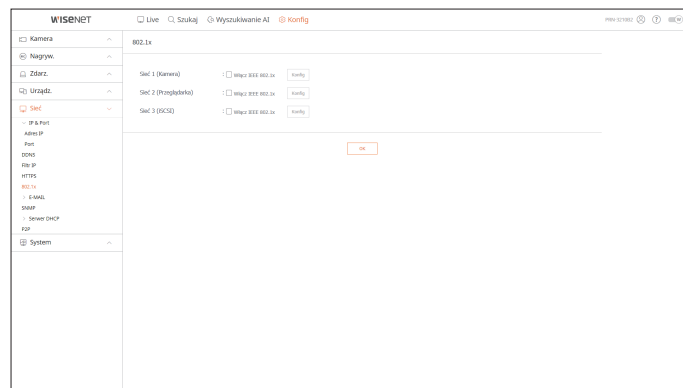 WISENET
Live Szukaj Wyszukiwanie AI Konfig
Kamera
Nagryw.
Zdarz.
Urządz.
Sieć
IP & Port
Adres IP
Port
DDNS
Filtr IP
HTTPS
802.1x
E-MAIL
SNMP
Serwer DHCP
P2P
System
802.1x
Sieć 1 (Kamera) : Włącz IEEE 802.1x Konfig
Sieć 2 (Przeglądarka) : Włącz IEEE 802.1x Konfig
Sieć 3 (iSCSI) : Włącz IEEE 802.1x Konfig
OK